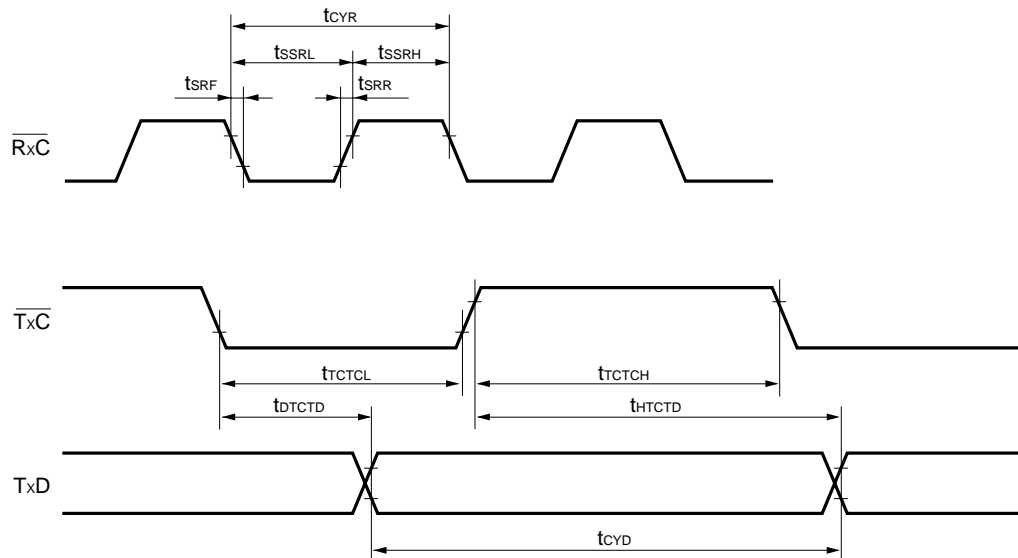 tCYR
tSSRL tSSRH
tSRF tSRR
RxC
TxC
tTCTCL tTCTCH
tDTCTD tHTCTD
TxD
tCYD